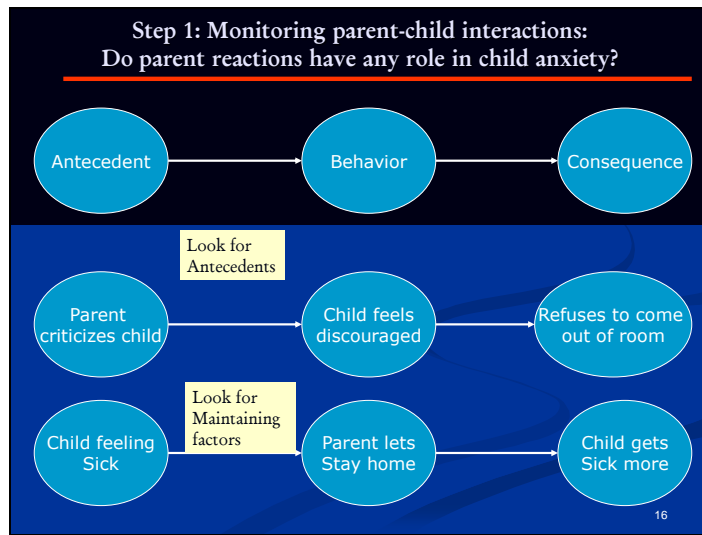 Step 1: Monitoring parent-child interactions:
Do parent reactions have any role in child anxiety?
Antecedent
Behavior
Consequence
Look for
Antecedents
Parent
criticizes child
Child feels
discouraged
Refuses to come
out of room
Look for
Maintaining
factors
Child feeling
Sick
Parent lets
Stay home
Child gets
Sick more
16